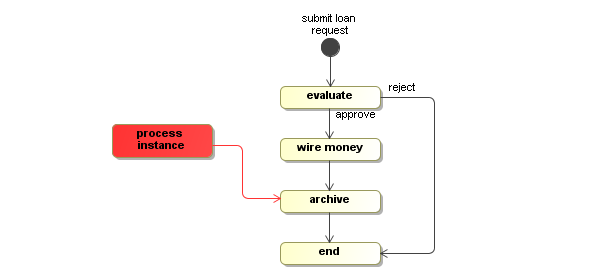 submit loan
request
evaluate
reject
approve
process
instance
wire money
archive
end